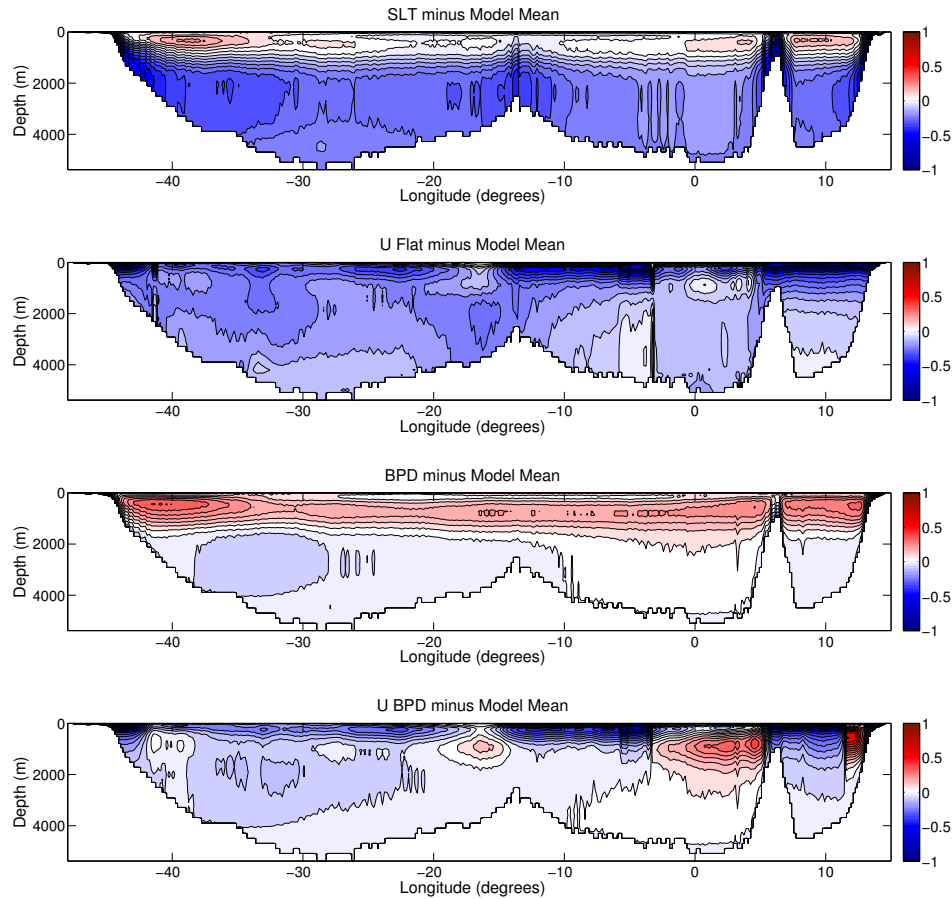 SLT minus Model Mean
0
2000
4000
Depth (m)
−40 −30 −20 −10 0 10
Longitude (degrees)
1
0.5
0
−0.5
−1
U Flat minus Model Mean
0
2000
4000
Depth (m)
−40 −30 −20 −10 0 10
Longitude (degrees)
1
0.5
0
−0.5
−1
BPD minus Model Mean
0
2000
4000
Depth (m)
−40 −30 −20 −10 0 10
Longitude (degrees)
1
0.5
0
−0.5
−1
U BPD minus Model Mean
0
2000
4000
Depth (m)
−40 −30 −20 −10 0 10
Longitude (degrees)
1
0.5
0
−0.5
−1